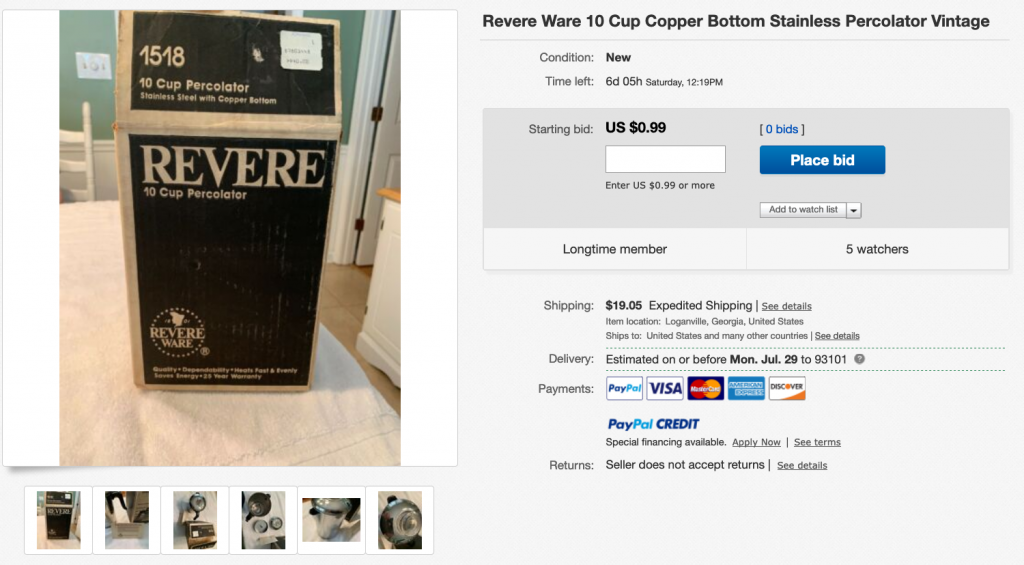 Revere Ware 10 Cup Copper Bottom Stainless Percolator Vintage
Condition: New
Time left: 6d 05h Saturday, 12:19PM
Starting bid: US $0.99 [ 0 bids ]
Place bid
Enter US $0.99 or more
Add to watch list
Longtime member 5 watchers
Shipping: $19.05 Expedited Shipping | See details
Item location: Loganville, Georgia, United States
Ships to: United States and many other countries | See details
Delivery: Estimated on or before Mon. Jul. 29 to 93101 ?
Payments: PayPal VISA MasterCard AMERICAN EXPRESS DISCOVER
PayPal CREDIT
Special financing available. Apply Now | See terms
Returns: Seller does not accept returns | See details
1518
10 Cup Percolator
Stainless Steel with Copper Bottom
REVERE
10 Cup Percolator
REVERE
WARE
®
Quality • Dependability • Heats Fast & Evenly
Saves Energy • 25 Year Warranty
REVERE